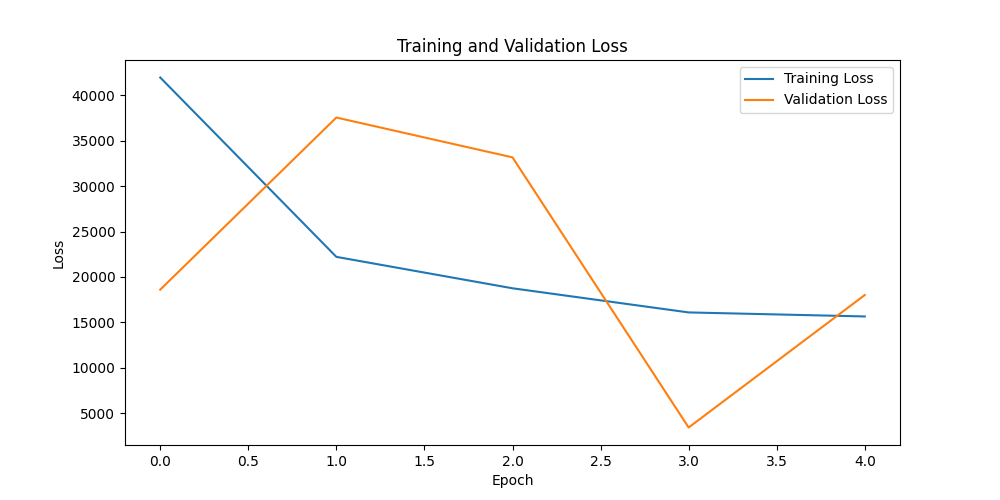 Training and Validation Loss
Training Loss
Validation Loss
40000
35000
30000
25000
20000
15000
10000
5000
Loss
0.0 0.5 1.0 1.5 2.0 2.5 3.0 3.5 4.0
Epoch